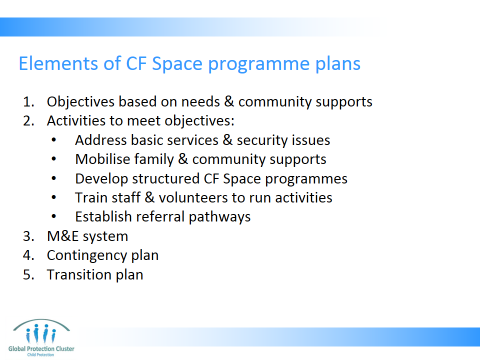 Elements of CF Space programme plans
1. Objectives based on needs & community supports
2. Activities to meet objectives:
• Address basic services & security issues
• Mobilise family & community supports
• Develop structured CF Space programmes
• Train staff & volunteers to run activities
• Establish referral pathways
3. M&E system
4. Contingency plan
5. Transition plan
Global Protection Cluster
Child Protection